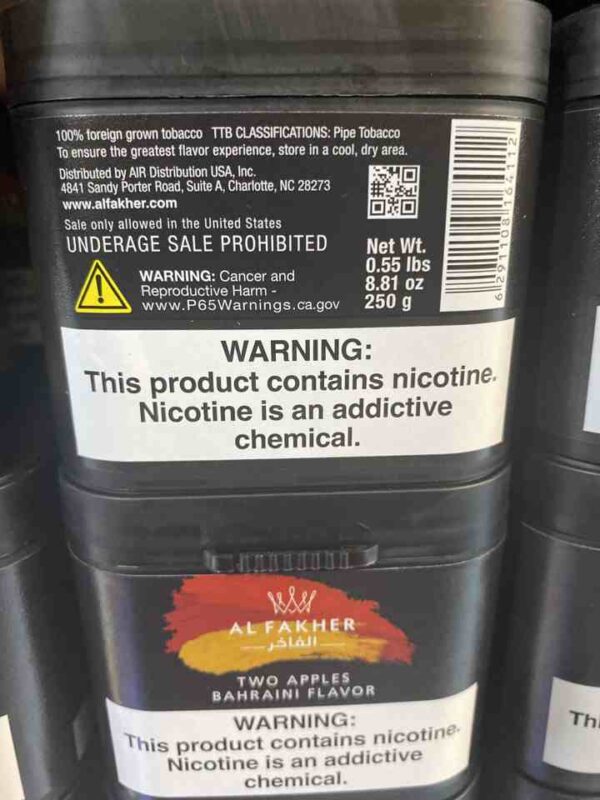 100% foreign grown tobacco TTB CLASSIFICATIONS: Pipe Tobacco
To ensure the greatest flavor experience, store in a cool, dry area.
Distributed by AIR Distribution USA, Inc.
4841 Sandy Porter Road, Suite A, Charlotte, NC 28273
www.alfakher.com
Sale only allowed in the United States
UNDERAGE SALE PROHIBITED
WARNING: Cancer and
Reproductive Harm -
www.P65Warnings.ca.gov
Net Wt.
0.55 lbs
8.81 oz
250 g
6 291108 164112
WARNING:
This product contains nicotine.
Nicotine is an addictive
chemical.
AL FAKHER
الفاخر
TWO APPLES
BAHRAINI FLAVOR
WARNING:
This product contains nicotine.
Nicotine is an addictive
chemical.
Thi